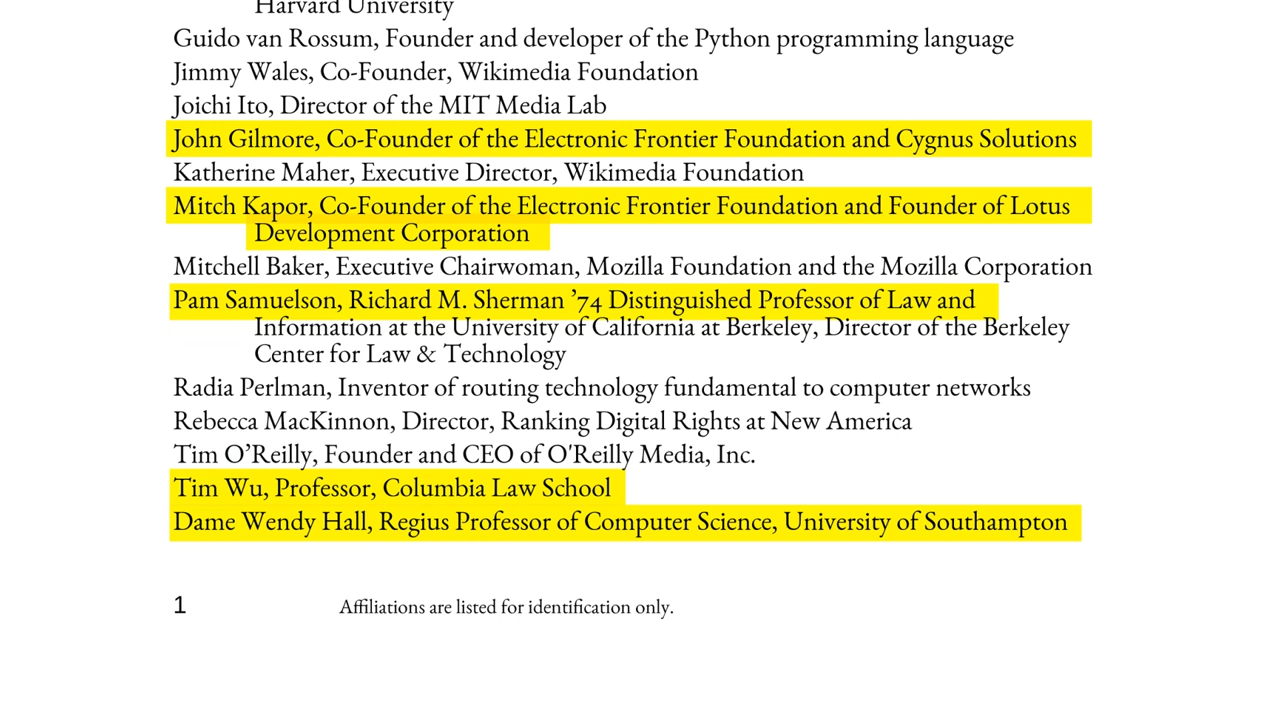 Harvard University
Guido van Rossum, Founder and developer of the Python programming language
Jimmy Wales, Co-Founder, Wikimedia Foundation
Joichi Ito, Director of the MIT Media Lab
John Gilmore, Co-Founder of the Electronic Frontier Foundation and Cygnus Solutions
Katherine Maher, Executive Director, Wikimedia Foundation
Mitch Kapor, Co-Founder of the Electronic Frontier Foundation and Founder of Lotus
Development Corporation
Mitchell Baker, Executive Chairwoman, Mozilla Foundation and the Mozilla Corporation
Pam Samuelson, Richard M. Sherman ’74 Distinguished Professor of Law and
Information at the University of California at Berkeley, Director of the Berkeley
Center for Law & Technology
Radia Perlman, Inventor of routing technology fundamental to computer networks
Rebecca MacKinnon, Director, Ranking Digital Rights at New America
Tim O’Reilly, Founder and CEO of O'Reilly Media, Inc.
Tim Wu, Professor, Columbia Law School
Dame Wendy Hall, Regius Professor of Computer Science, University of Southampton
1 Affiliations are listed for identification only.